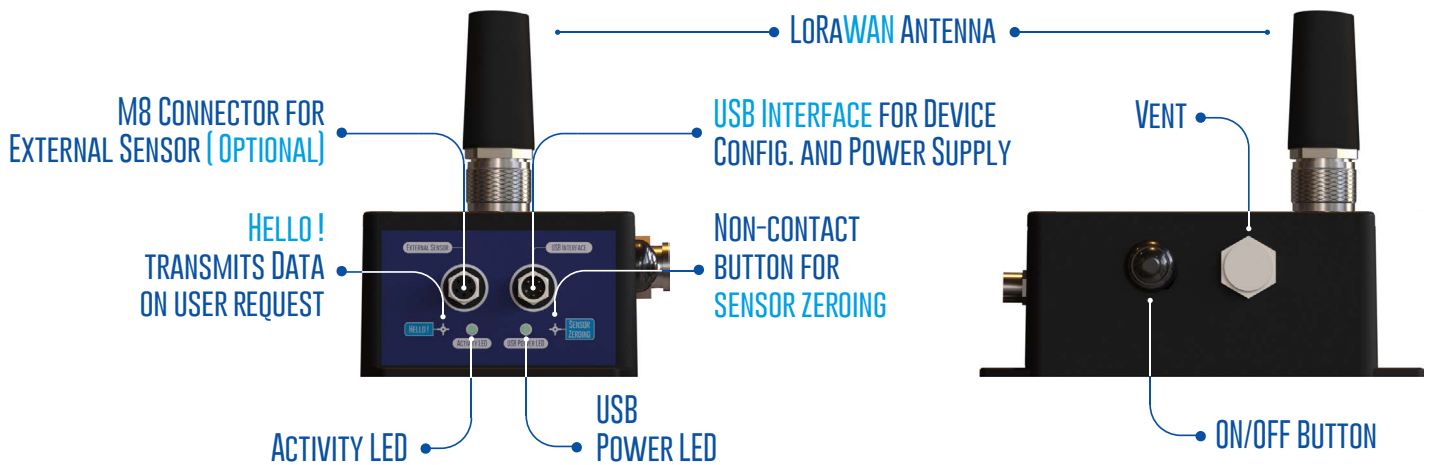 LoRaWAN Antenna
M8 Connector for
External Sensor (Optional)
USB Interface for Device
Config. and Power Supply
Vent
Hello!
transmits Data
on user request
Non-contact
button for
sensor zeroing
External Sensor
USB Interface
Hello!
Sensor
Zeroing
Activity LED
USB Power LED
Activity LED
USB
Power LED
ON/OFF Button